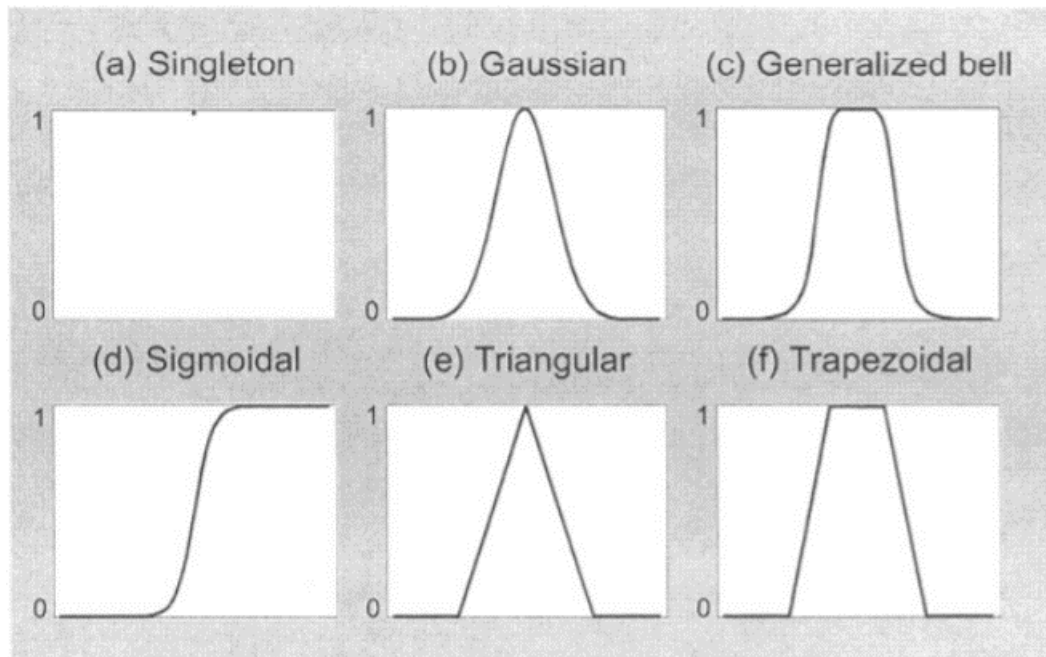 (a) Singleton
(b) Gaussian
(c) Generalized bell
1
1
1
0
0
0
(d) Sigmoidal
(e) Triangular
(f) Trapezoidal
1
1
1
0
0
0